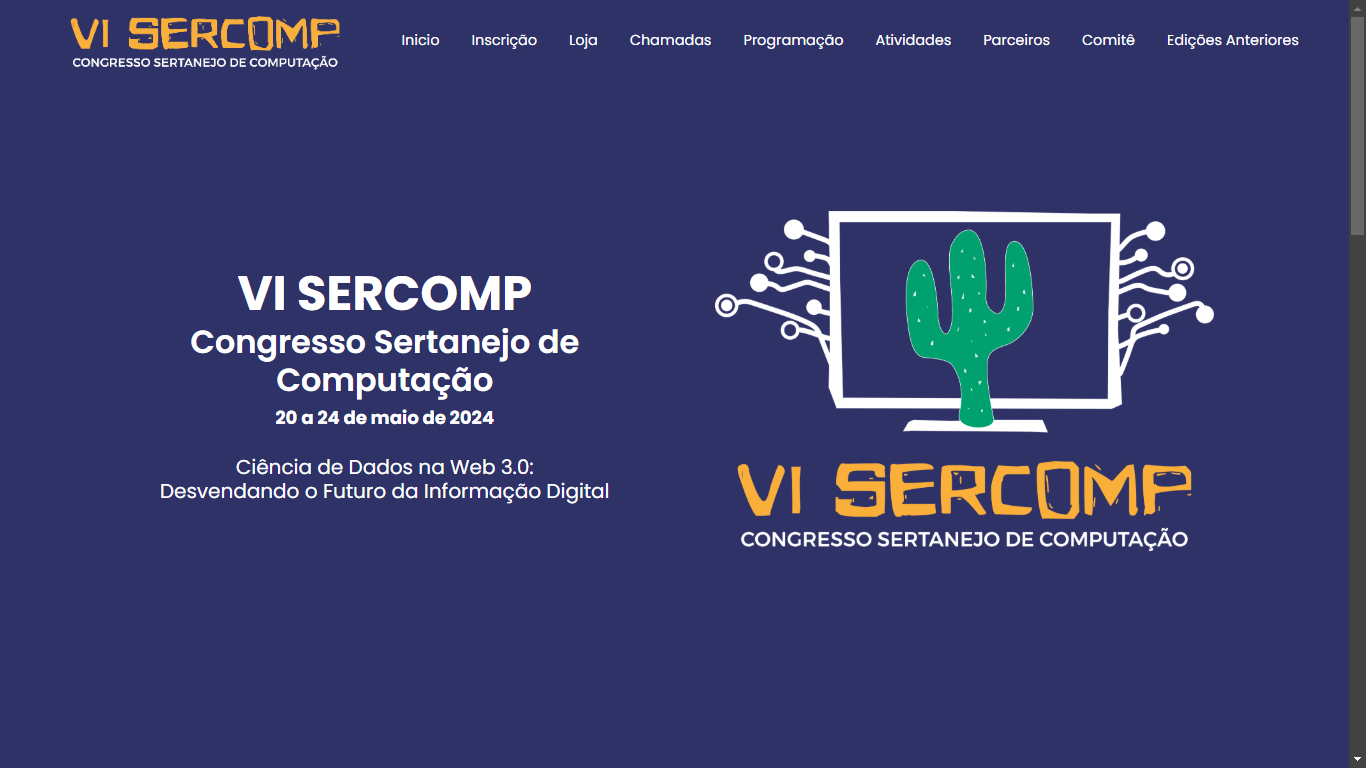 VI SERCOMP
CONGRESSO SERTANEJO DE COMPUTAÇÃO
Inicio Inscrição Loja Chamadas Programação Atividades Parceiros Comitê Edições Anteriores
VI SERCOMP
Congresso Sertanejo de
Computação
20 a 24 de maio de 2024
Ciência de Dados na Web 3.0:
Desvendando o Futuro da Informação Digital
VI SERCOMP
CONGRESSO SERTANEJO DE COMPUTAÇÃO